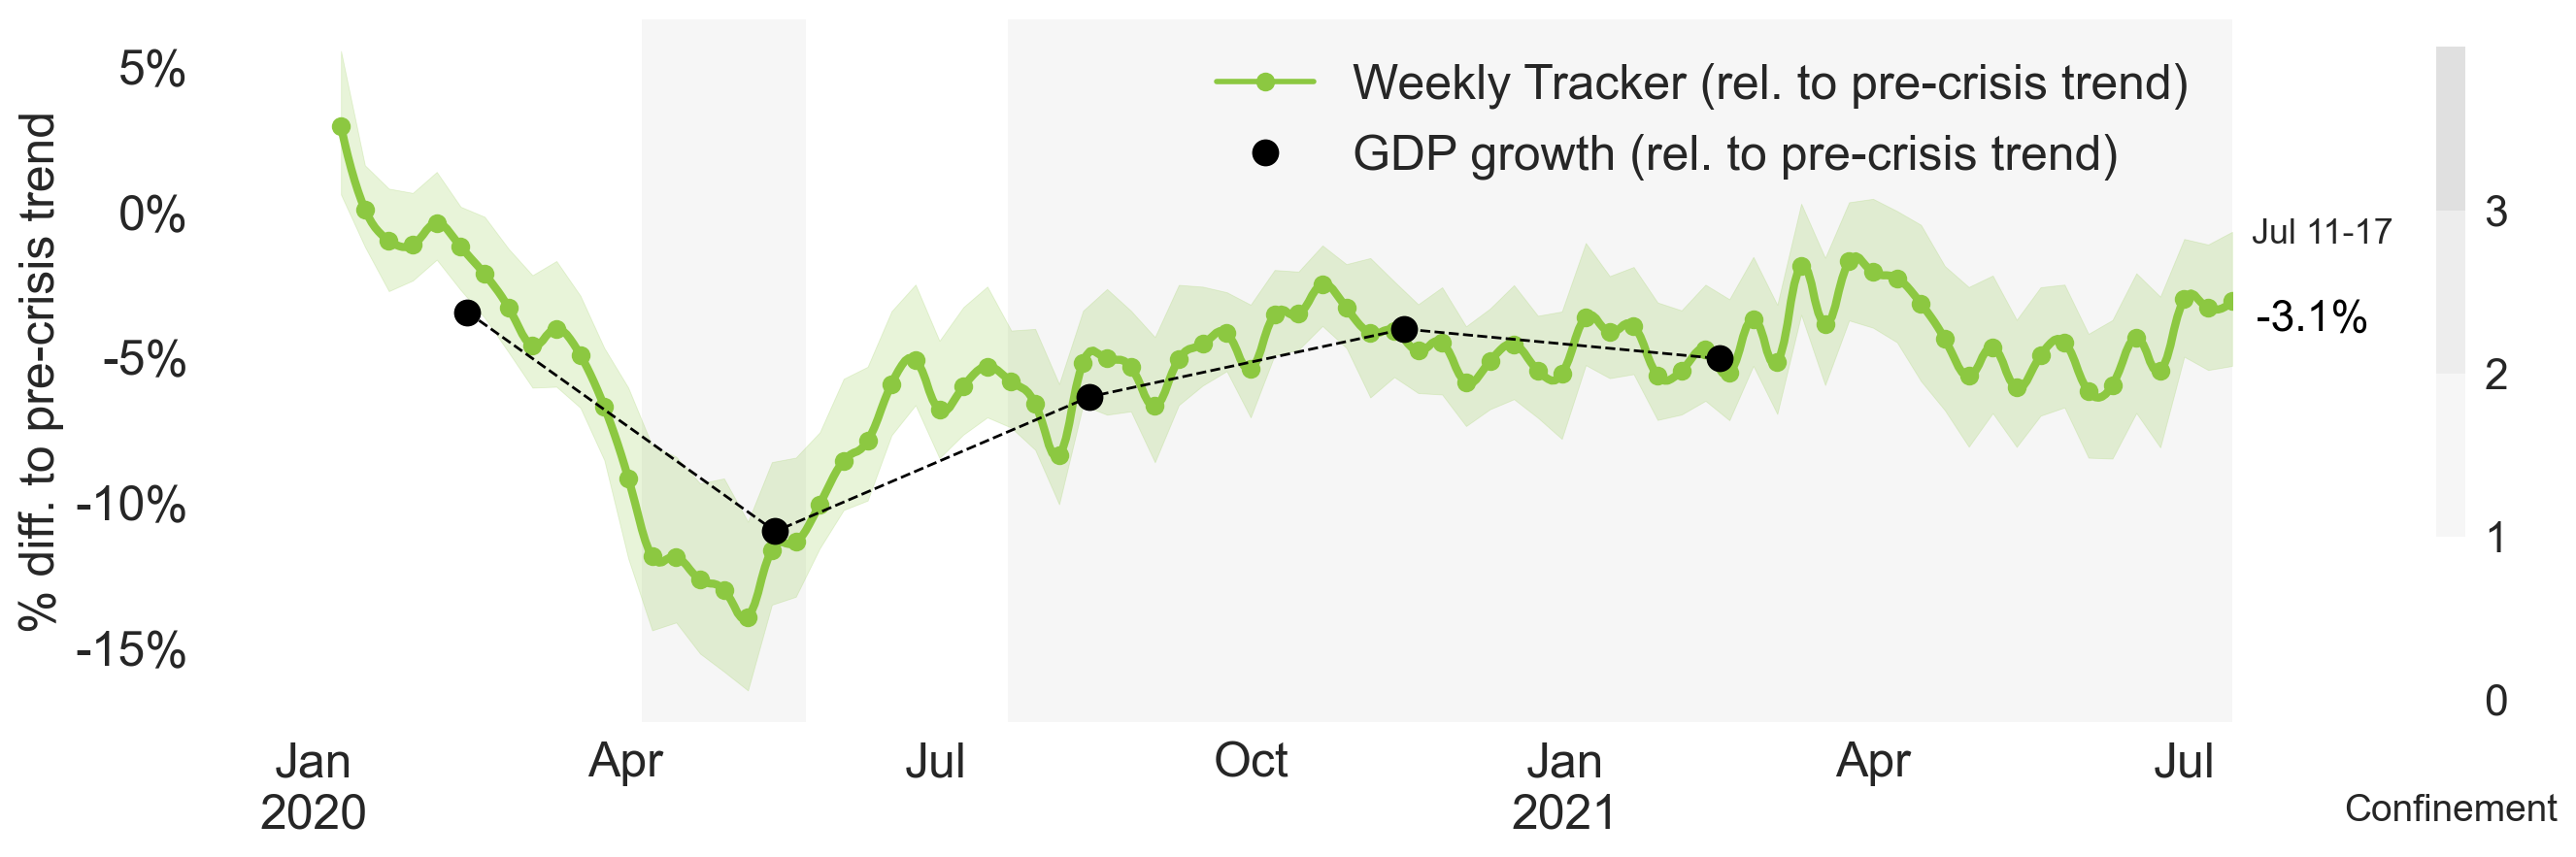 % diff. to pre-crisis trend
5%
0%
-5%
-10%
-15%
Weekly Tracker (rel. to pre-crisis trend)
GDP growth (rel. to pre-crisis trend)
Jul 11-17
-3.1%
3
2
1
0
Jan Apr Jul Oct Jan Apr Jul
2020 2021
Confinement